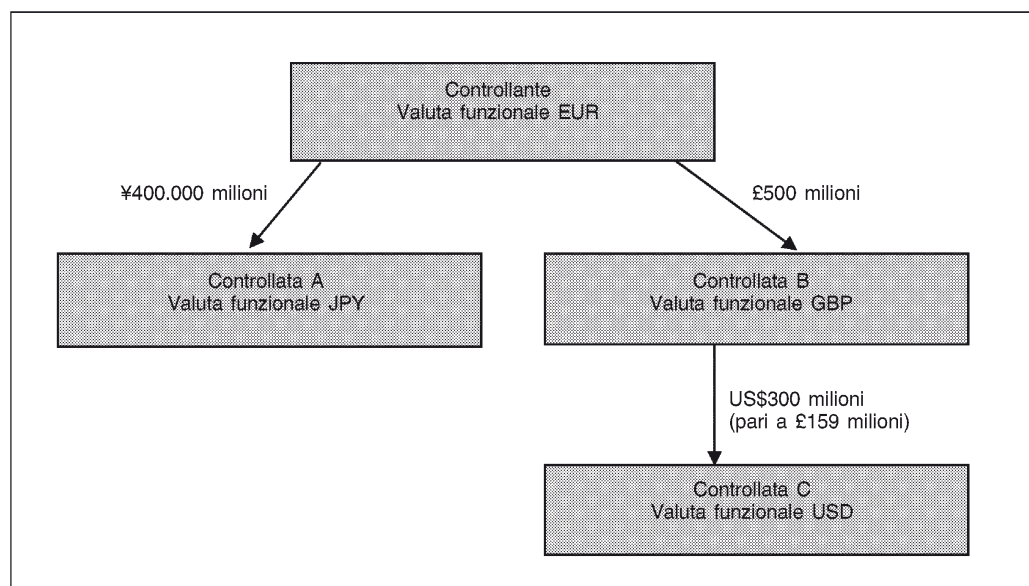 Controllante
Valuta funzionale EUR
¥400.000 milioni
£500 milioni
Controllata A
Valuta funzionale JPY
Controllata B
Valuta funzionale GBP
US$300 milioni
(pari a £159 milioni)
Controllata C
Valuta funzionale USD